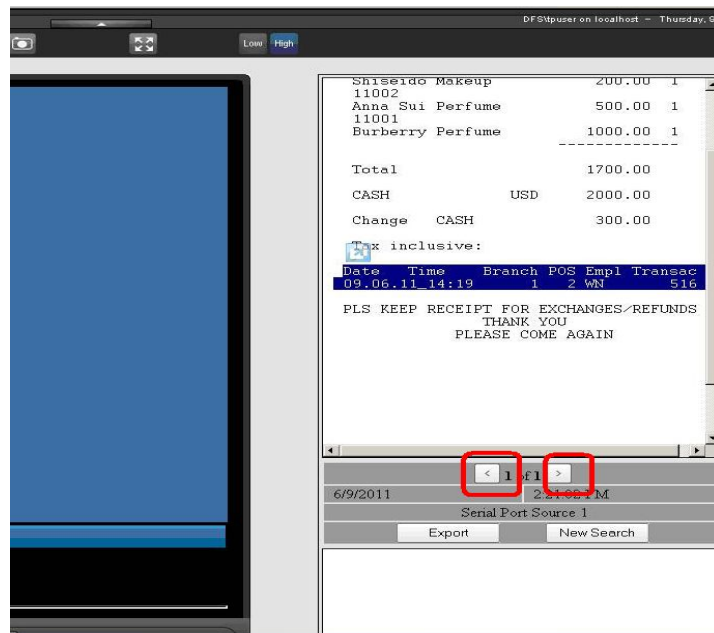 DFS\tpuser on localhost – Thursday, 9
Low High
Shiseido Makeup 200.00 1
11002
Anna Sui Perfume 500.00 1
11001
Burberry Perfume 1000.00 1
-------------
Total 1700.00
CASH USD 2000.00
Change CASH 300.00
Tax inclusive:
Date Time Branch POS Empl Transac
09.06.11_14:19 1 2 WN 516
PLS KEEP RECEIPT FOR EXCHANGES/REFUNDS
THANK YOU
PLEASE COME AGAIN
< 1 of 1 >
6/9/2011 2:21:02 PM
Serial Port Source 1
Export New Search